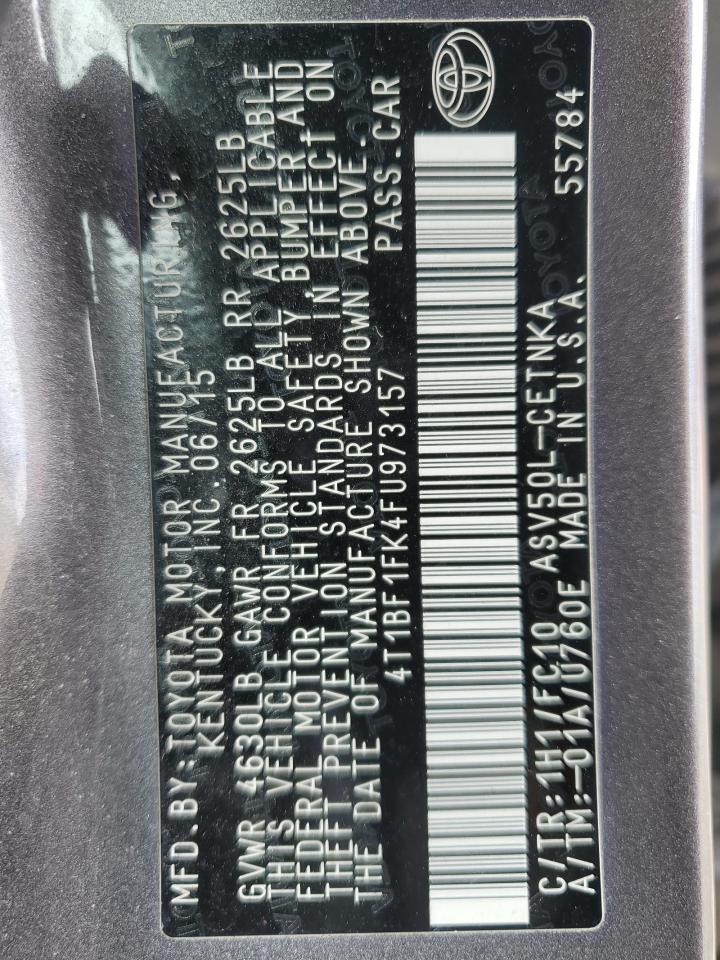 MFD.BY:TOYOTA MOTOR MANUFACTURING,
KENTUCKY, INC. 06/15
GVWR 4630LB GAWR FR 2625LB RR 2625LB
THIS VEHICLE CONFORMS TO ALL APPLICABLE
FEDERAL MOTOR VEHICLE SAFETY, BUMPER, AND
THEFT PREVENTION STANDARDS IN EFFECT ON
THE DATE OF MANUFACTURE SHOWN ABOVE.
4T1BF1FK4FU973157 PASS.CAR
C/TR:1H1/FC10 ASV50L-CETNKA 55784
A/TM:-01A/U760E MADE IN U.S.A.